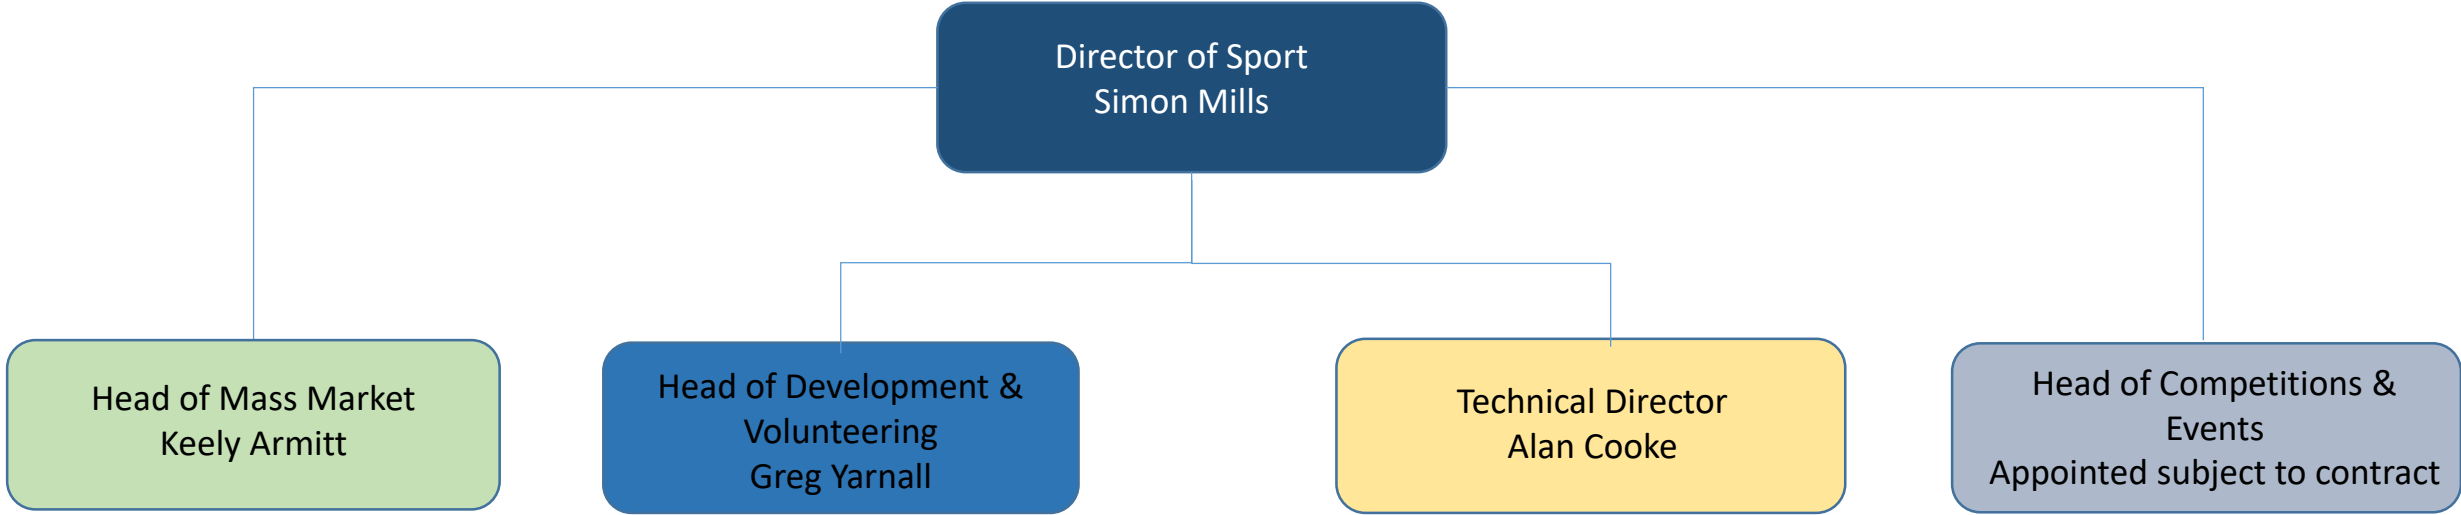 Director of Sport
Simon Mills
Head of Mass Market
Keely Armitt
Head of Development &
Volunteering
Greg Yarnall
Technical Director
Alan Cooke
Head of Competitions &
Events
Appointed subject to contract